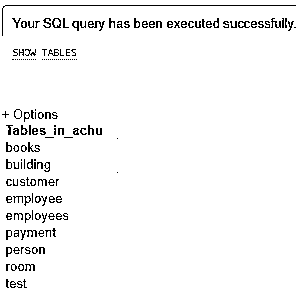 Your SQL query has been executed successfully.
SHOW TABLES
+ Options
Tables_in_achu
books
building
customer
employee
employees
payment
person
room
test